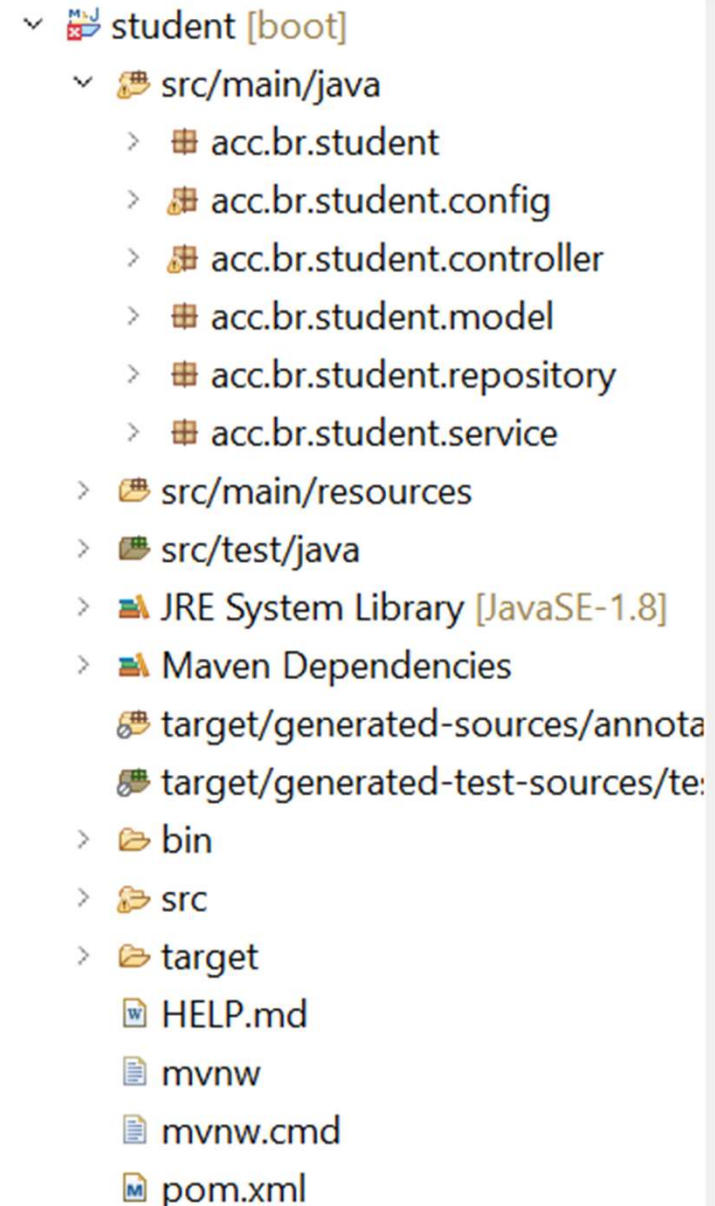 student [boot]
src/main/java
acc.br.student
acc.br.student.config
acc.br.student.controller
acc.br.student.model
acc.br.student.repository
acc.br.student.service
src/main/resources
src/test/java
JRE System Library [JavaSE-1.8]
Maven Dependencies
target/generated-sources/annota
target/generated-test-sources/te
bin
src
target
HELP.md
mvnw
mvnw.cmd
pom.xml